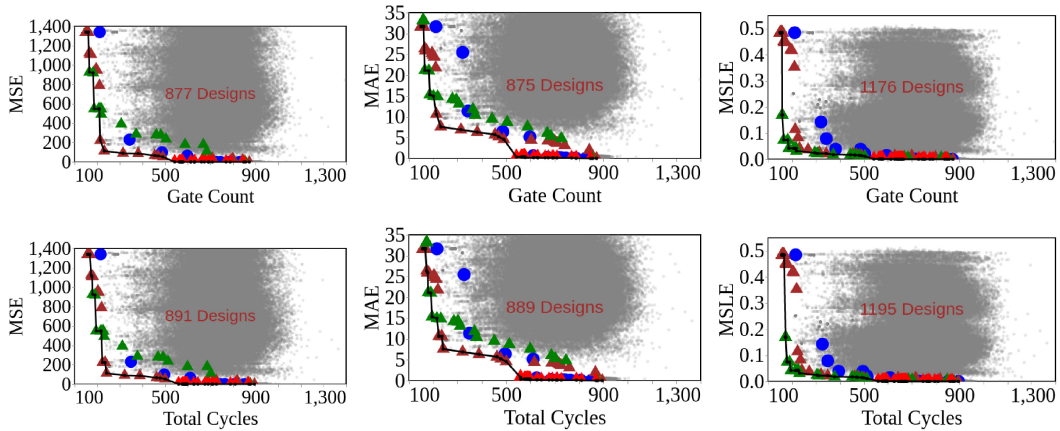 MSE
1,400
1,200
1,000
800
600
400
200
0
877 Designs
100 500 900 1,300
Gate Count
MAE
35
30
25
20
15
10
5
0
875 Designs
100 500 900 1,300
Gate Count
MSLE
0.5
0.4
0.3
0.2
0.1
0.0
1176 Designs
100 500 900 1,300
Gate Count
MSE
1,400
1,200
1,000
800
600
400
200
0
891 Designs
100 500 900 1,300
Total Cycles
MAE
35
30
25
20
15
10
5
0
889 Designs
100 500 900 1,300
Total Cycles
MSLE
0.5
0.4
0.3
0.2
0.1
0.0
1195 Designs
100 500 900 1,300
Total Cycles